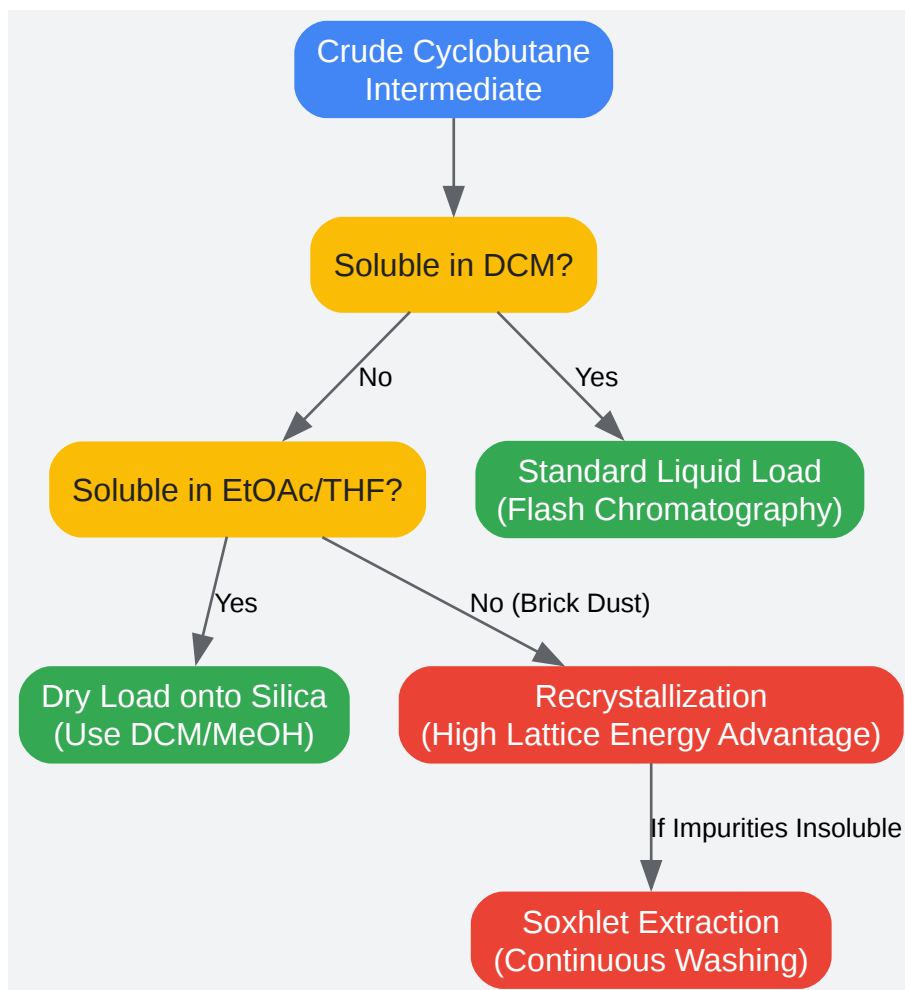 Crude Cyclobutane
Intermediate
Soluble in DCM?
No
Yes
Soluble in EtOAc/THF?
Standard Liquid Load
(Flash Chromatography)
Yes
No (Brick Dust)
Dry Load onto Silica
(Use DCM/MeOH)
Recrystallization
(High Lattice Energy Advantage)
If Impurities Insoluble
Soxhlet Extraction
(Continuous Washing)